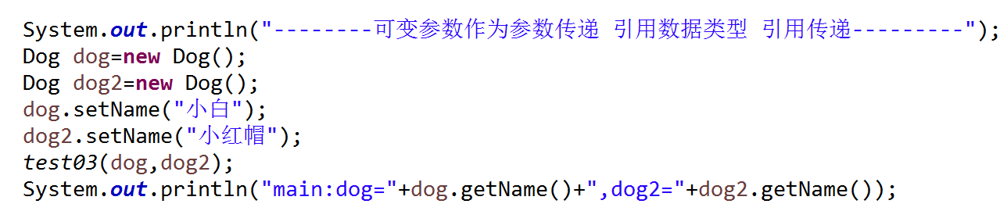 System.out.println("--------可变参数作为参数传递 引用数据类型 引用传递---------");
Dog dog=new Dog();
Dog dog2=new Dog();
dog.setName("小白");
dog2.setName("小红帽");
test03(dog,dog2);
System.out.println("main:dog="+dog.getName()+",dog2="+dog2.getName());